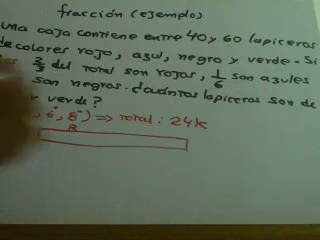 fracción (ejemplo)
una caja contiene entre 40 y 60 lapiceros
de colores rojo, azul, negro y verde. Si
los 3/8 del total son rojos, 1/6 son azules
son negros. ¿cuántos lapiceros son de
verde?
, 6, 8) => total: 24k
R